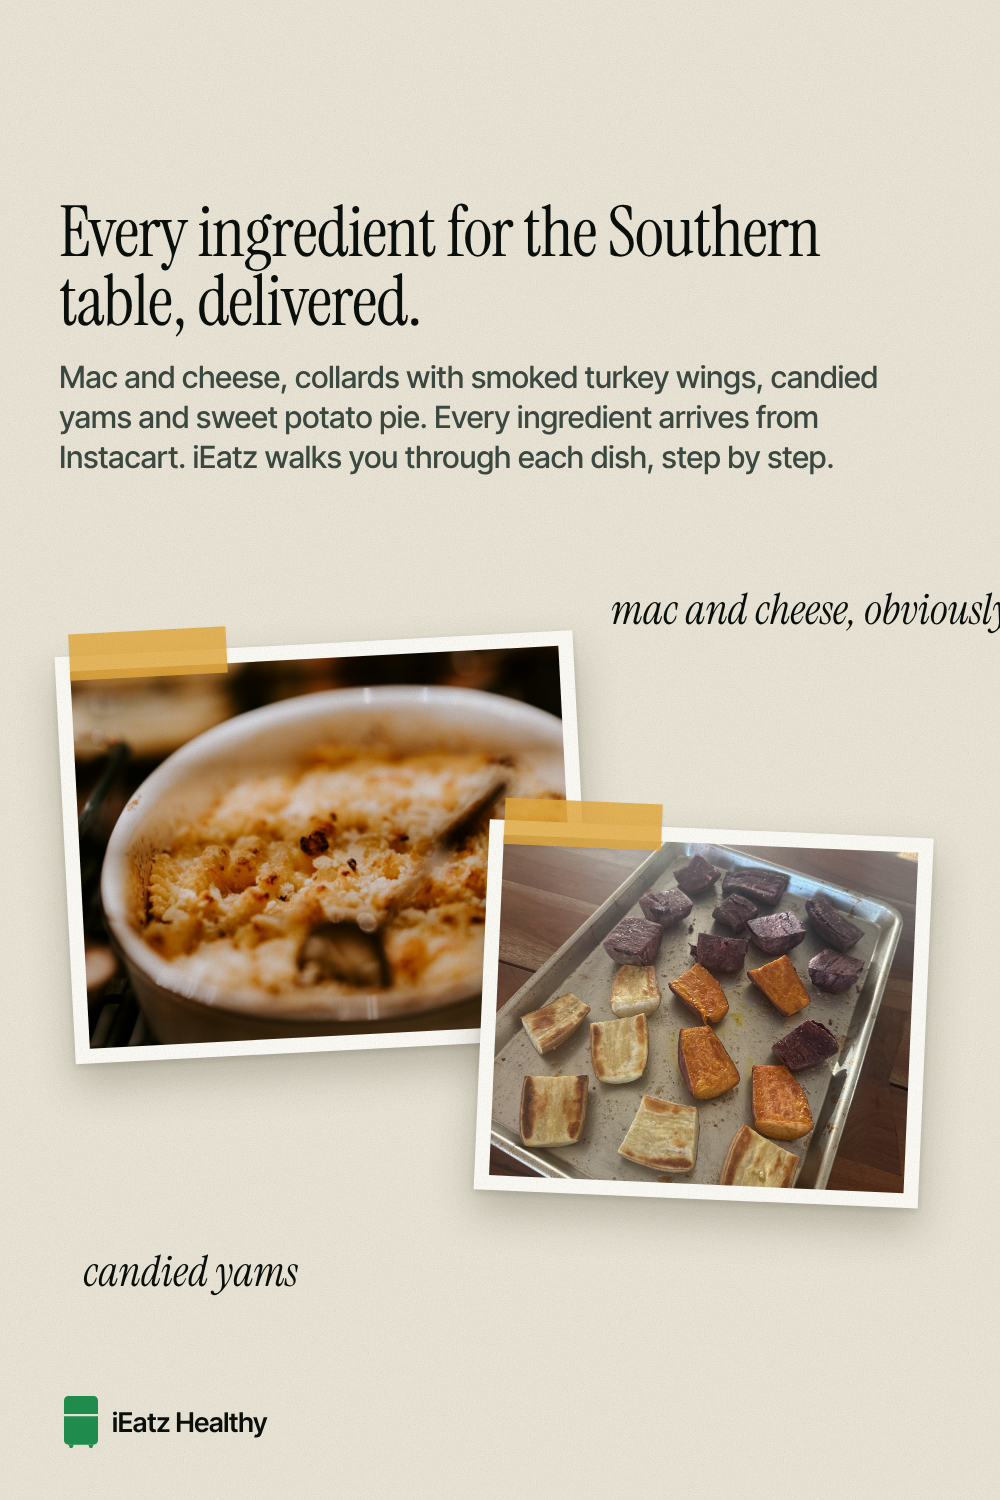 Every ingredient for the Southern
table, delivered.
Mac and cheese, collards with smoked turkey wings, candied
yams and sweet potato pie. Every ingredient arrives from
Instacart. iEatz walks you through each dish, step by step.
mac and cheese, obviously
candied yams
iEatz Healthy